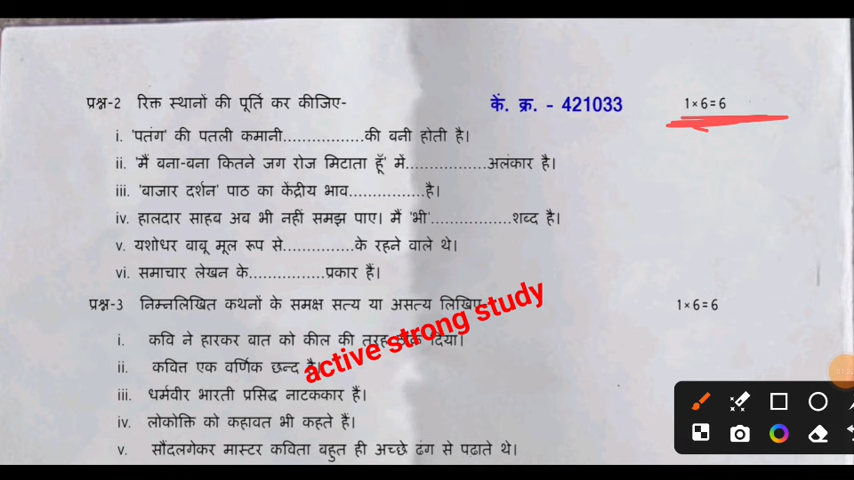 प्रश्न-2 रिक्त स्थानों की पूर्ति कर कीजिए- कें. क्र. - 421033 1×6=6
i. 'पतंग' की पतली कमानी................की बनी होती है।
ii. 'मैं बना-बना कितने जग रोज मिटाता हूँ' में................अलंकार है।
iii. 'बाजार दर्शन' पाठ का केंद्रीय भाव...............है।
iv. हालदार साहब अब भी नहीं समझ पाए। मैं 'भी'................शब्द है।
v. यशोधर बाबू मूल रूप से..............के रहने वाले थे।
vi. समाचार लेखन के...............प्रकार हैं।
प्रश्न-3 निम्नलिखित कथनों के समक्ष सत्य या असत्य लिखिए- 1×6=6
i. कवि ने हारकर बात को कील की तरह दिया।
ii. कवित्त एक वर्णिक छन्द है।
iii. धर्मवीर भारती प्रसिद्ध नाटककार हैं।
iv. लोकोक्ति को कहावत भी कहते हैं।
v. सौंदलगेकर मास्टर कविता बहुत ही अच्छे ढंग से पढाते थे।
active strong study